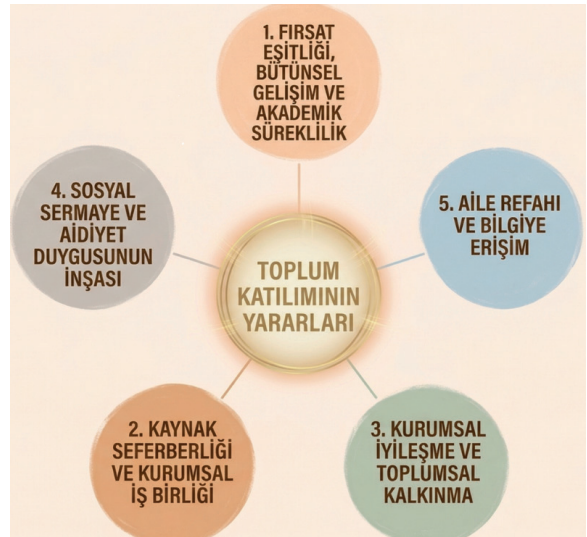 1. FIRSAT
EŞİTLİĞİ,
BÜTÜNSEL
GELİŞİM VE
AKADEMİK
SÜREKLİLİK
4. SOSYAL
SERMAYE VE
AİDİYET
DUYGUSUNUN
İNŞASI
5. AİLE REFAHI
VE BİLGİYE
ERİŞİM
TOPLUM
KATILIMININ
YARARLARI
2. KAYNAK
SEFERBERLİĞİ
VE KURUMSAL
İŞ BİRLİĞİ
3. KURUMSAL
İYİLEŞME VE
TOPLUMSAL
KALKINMA